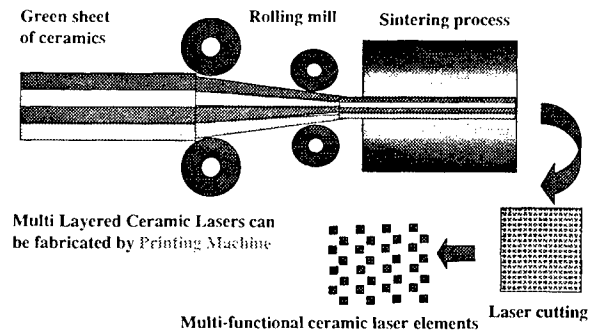 Green sheet
of ceramics
Rolling mill
Sintering process
Multi Layered Ceramic Lasers can
be fabricated by Printing Machine
Laser cutting
Multi-functional ceramic laser elements